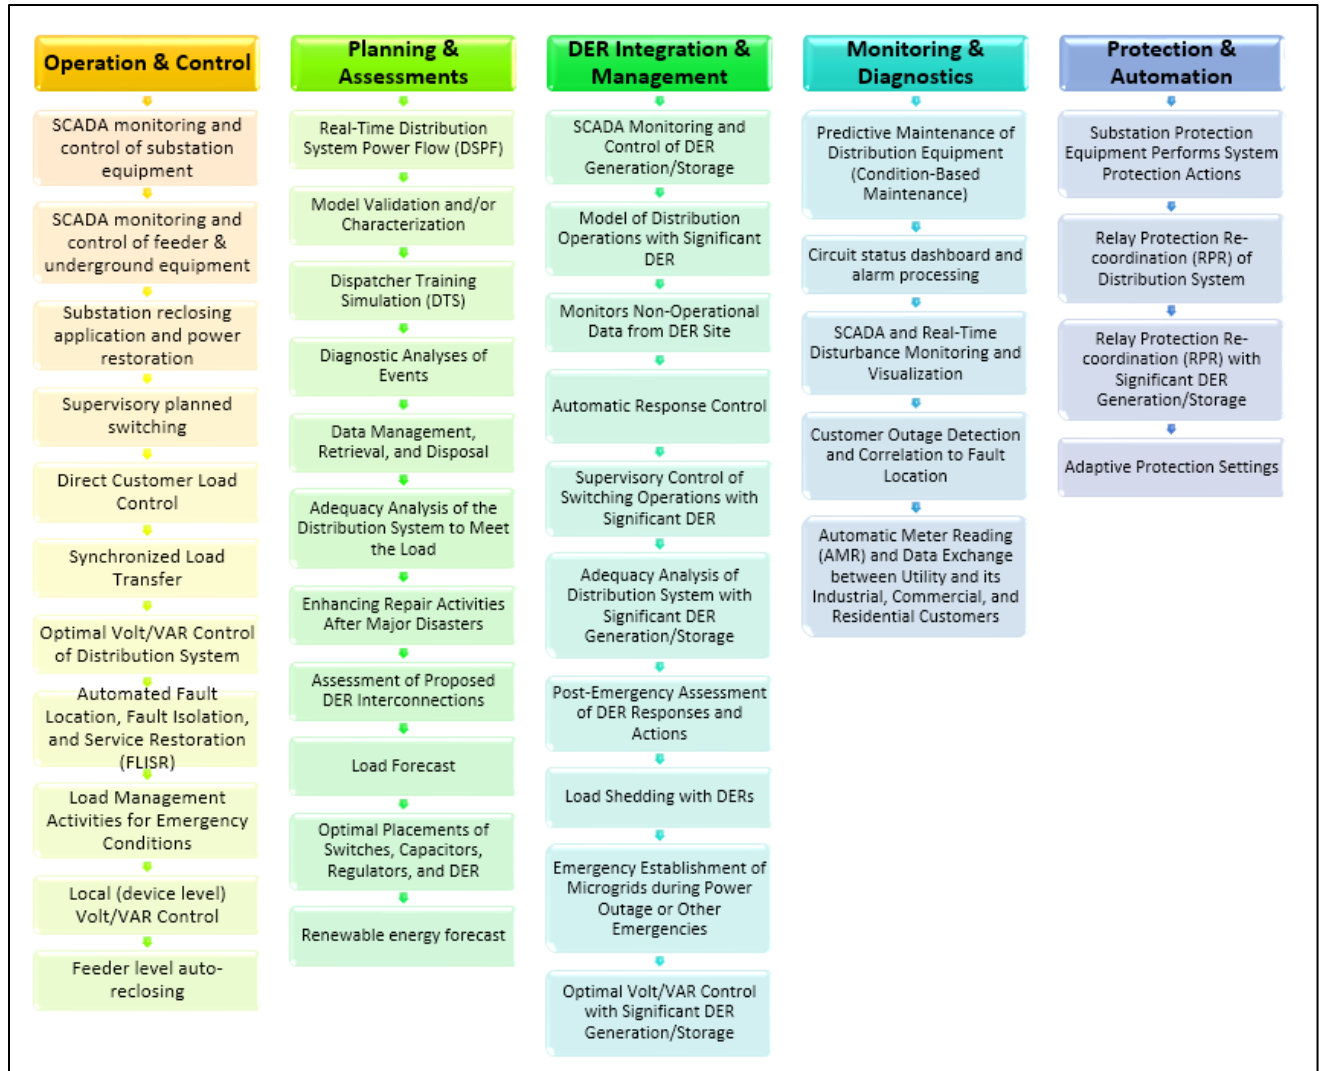 Operation & Control
SCADA monitoring and
control of substation
equipment
SCADA monitoring and
control of feeder &
underground equipment
Substation reclosing
application and power
restoration
Supervisory planned
switching
Direct Customer Load
Control
Synchronized Load
Transfer
Optimal Volt/VAR Control
of Distribution System
Automated Fault
Location, Fault Isolation,
and Service Restoration
(FLISR)
Load Management
Activities for Emergency
Conditions
Local (device level)
Volt/VAR Control
Feeder level auto-
reclosing
Planning &
Assessments
Real-Time Distribution
System Power Flow (DSPF)
Model Validation and/or
Characterization
Dispatcher Training
Simulation (DTS)
Diagnostic Analyses of
Events
Data Management,
Retrieval, and Disposal
Adequacy Analysis of the
Distribution System to Meet
the Load
Enhancing Repair Activities
After Major Disasters
Assessment of Proposed
DER Interconnections
Load Forecast
Optimal Placements of
Switches, Capacitors,
Regulators, and DER
Renewable energy forecast
DER Integration &
Management
SCADA Monitoring and
Control of DER
Generation/Storage
Model of Distribution
Operations with Significant
DER
Monitors Non-Operational
Data from DER Site
Automatic Response Control
Supervisory Control of
Switching Operations with
Significant DER
Adequacy Analysis of
Distribution System with
Significant DER
Generation/Storage
Post-Emergency Assessment
of DER Responses and
Actions
Load Shedding with DERs
Emergency Establishment of
Microgrids during Power
Outage or Other
Emergencies
Optimal Volt/VAR Control
with Significant DER
Generation/Storage
Monitoring &
Diagnostics
Predictive Maintenance of
Distribution Equipment
(Condition-Based
Maintenance)
Circuit status dashboard and
alarm processing
SCADA and Real-Time
Disturbance Monitoring and
Visualization
Customer Outage Detection
and Correlation to Fault
Location
Automatic Meter Reading
(AMR) and Data Exchange
between Utility and its
Industrial, Commercial, and
Residential Customers
Protection &
Automation
Substation Protection
Equipment Performs System
Protection Actions
Relay Protection Re-
coordination (RPR) of
Distribution System
Relay Protection Re-
coordination (RPR) with
Significant DER
Generation/Storage
Adaptive Protection Settings